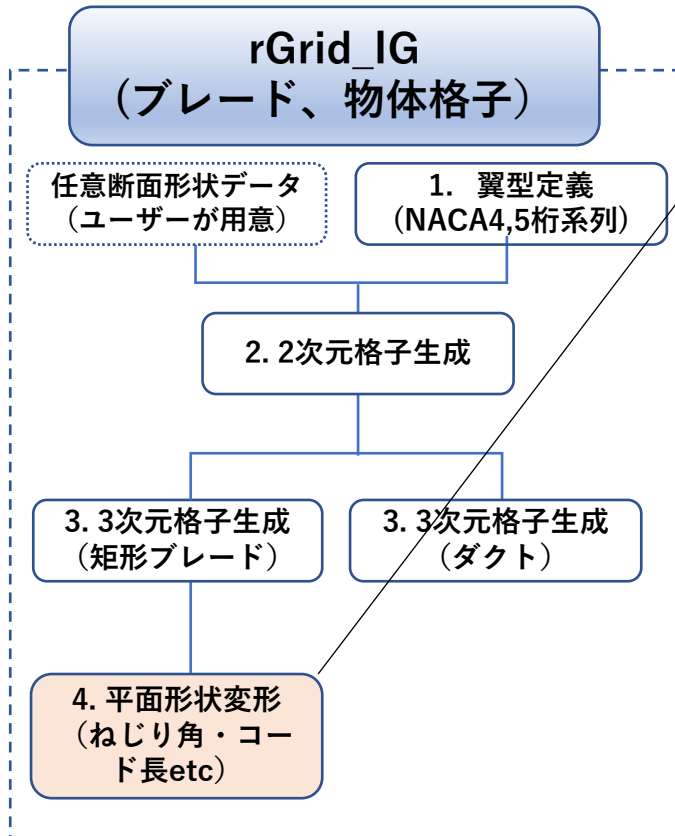 rGrid_IG
（ブレード、物体格子）
任意断面形状データ
（ユーザーが用意）
1. 翼型定義
(NACA4,5桁系列)
2. 2次元格子生成
3. 3次元格子生成
（矩形ブレード）
3. 3次元格子生成
（ダクト）
4. 平面形状変形
（ねじり角・コー
ド長etc）